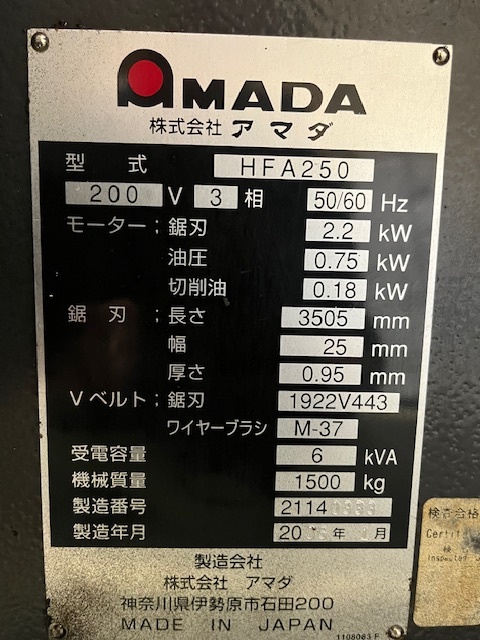 AMADA
株式会社 アマダ
型 式 HFA250
200 V 3 相 50/60 Hz
モーター;鋸刃 2.2 kW
油圧 0.75 kW
切削油 0.18 kW
鋸 刃;長さ 3505 mm
幅 25 mm
厚さ 0.95 mm
Vベルト;鋸刃 1922V443
ワイヤーブラシ M-37
受電容量 6 kVA
機械質量 1500 kg
製造番号 2114
製造年月 20 年 月
製造会社
株式会社 アマダ
神奈川県伊勢原市石田200
MADE IN JAPAN
1108083 F
検査合格
検